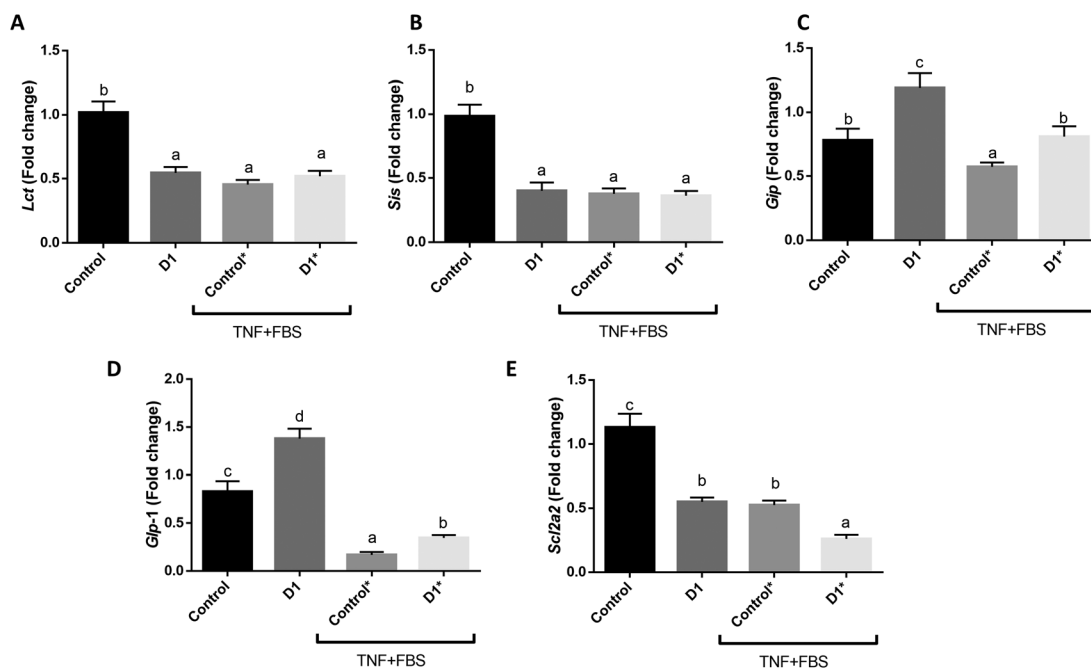 A
Lct (Fold change)
1.5
1.0
0.5
0.0
b
a
a
a
Control
D1
Control*
D1*
TNF+FBS
B
Sis (Fold change)
1.5
1.0
0.5
0.0
b
a
a
a
Control
D1
Control*
D1*
TNF+FBS
C
Gip (Fold change)
1.5
1.0
0.5
0.0
b
c
a
b
Control
D1
Control*
D1*
TNF+FBS
D
Glp-1 (Fold change)
2.0
1.5
1.0
0.5
0.0
c
d
a
b
Control
D1
Control*
D1*
TNF+FBS
E
Scl2a2 (Fold change)
1.5
1.0
0.5
0.0
c
b
b
a
Control
D1
Control*
D1*
TNF+FBS